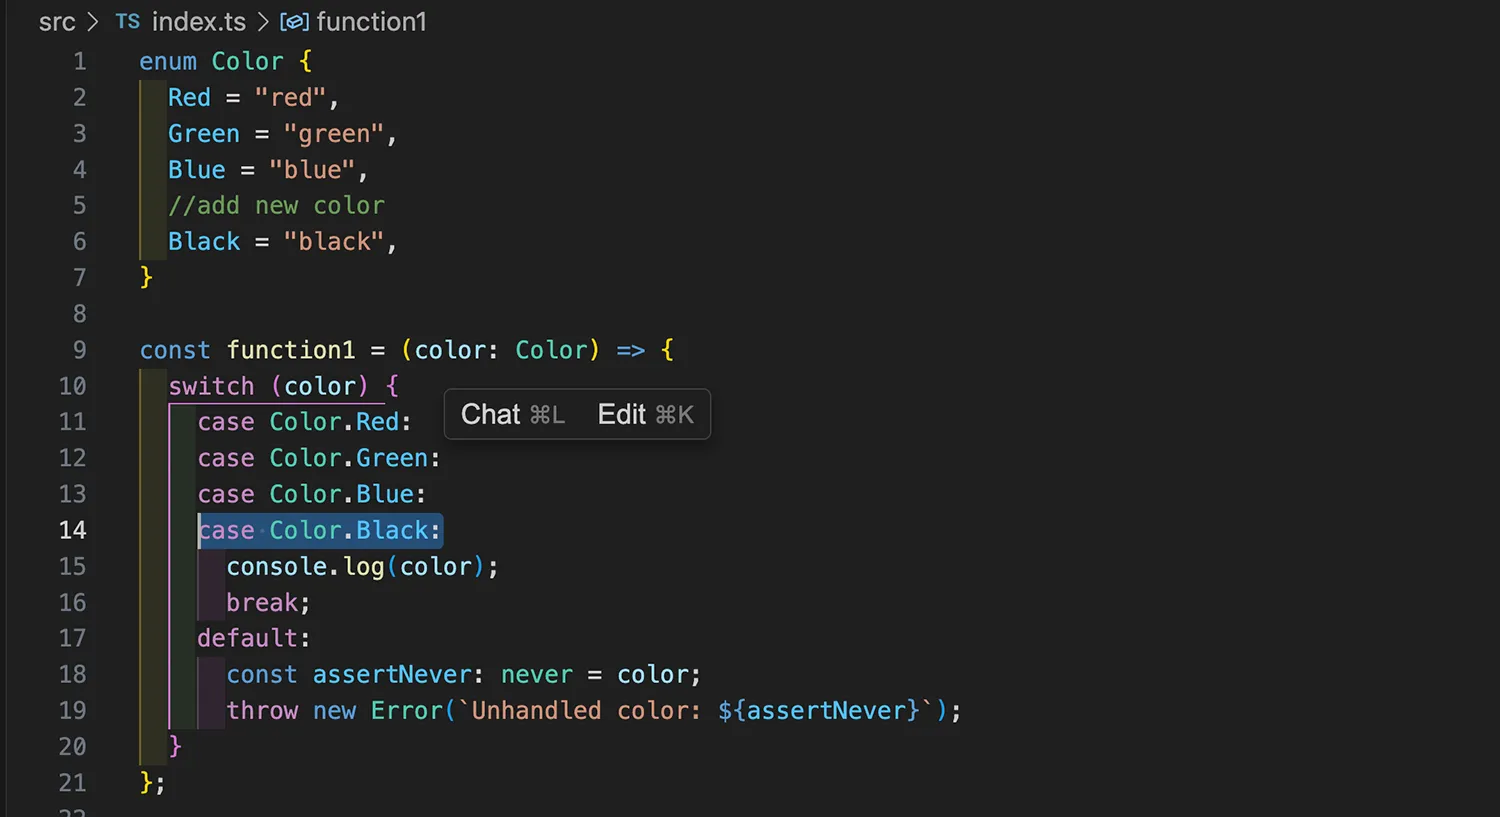 src > TS index.ts > function1
1 enum Color {
2 Red = "red",
3 Green = "green",
4 Blue = "blue",
5 //add new color
6 Black = "black",
7 }
8
9 const function1 = (color: Color) => {
10 switch (color) {
11 case Color.Red:
Chat ⌘L Edit ⌘K
12 case Color.Green:
13 case Color.Blue:
14 case Color.Black:
15 console.log(color);
16 break;
17 default:
18 const assertNever: never = color;
19 throw new Error(`Unhandled color: ${assertNever}`);
20 }
21 };
22